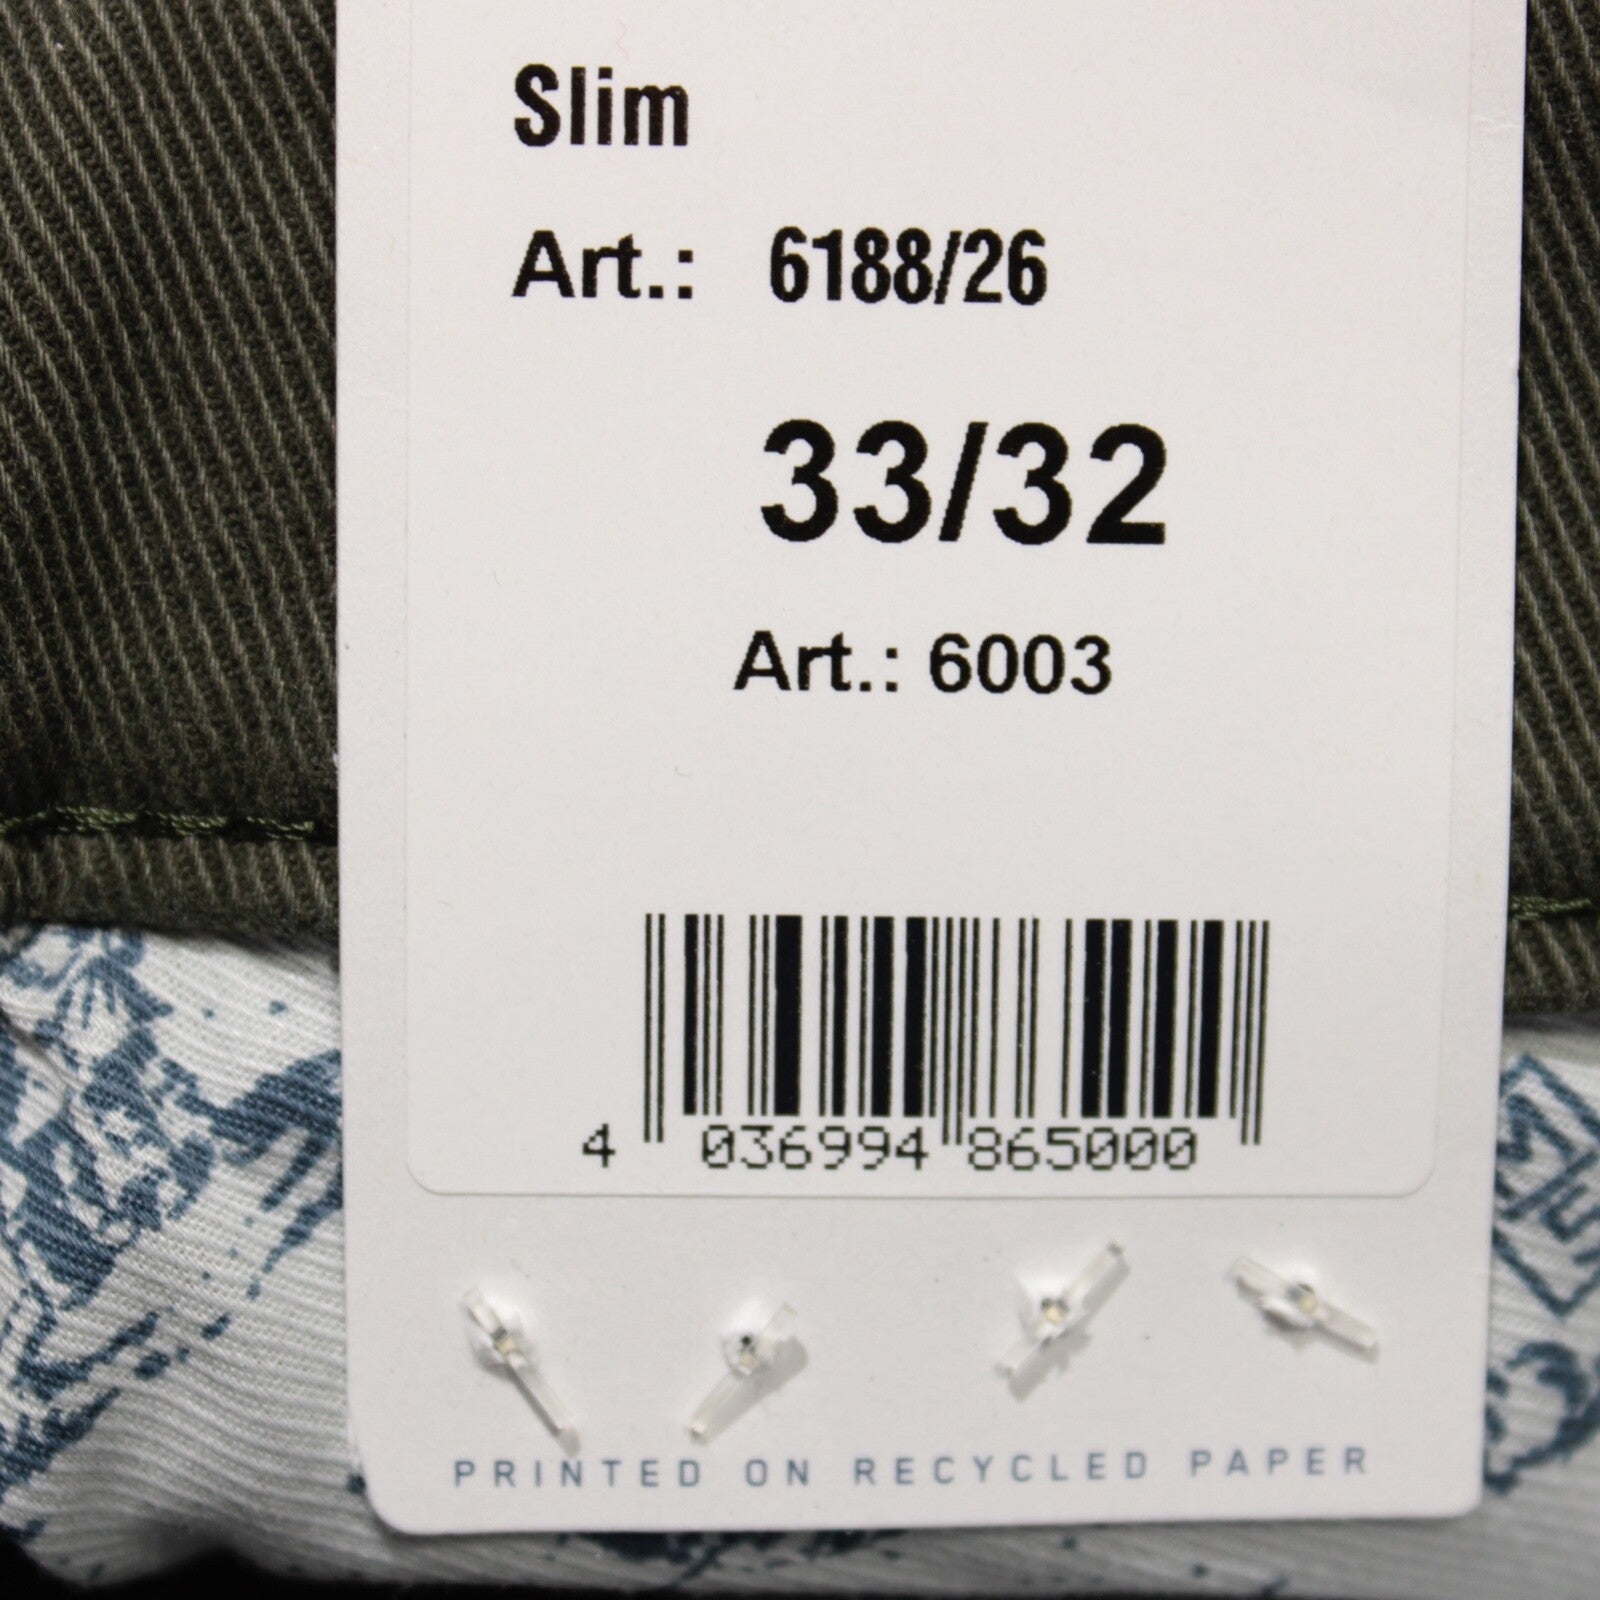 Slim
Art.: 6188/26
33/32
Art.: 6003
4 036994 865000
PRINTED ON RECYCLED PAPER